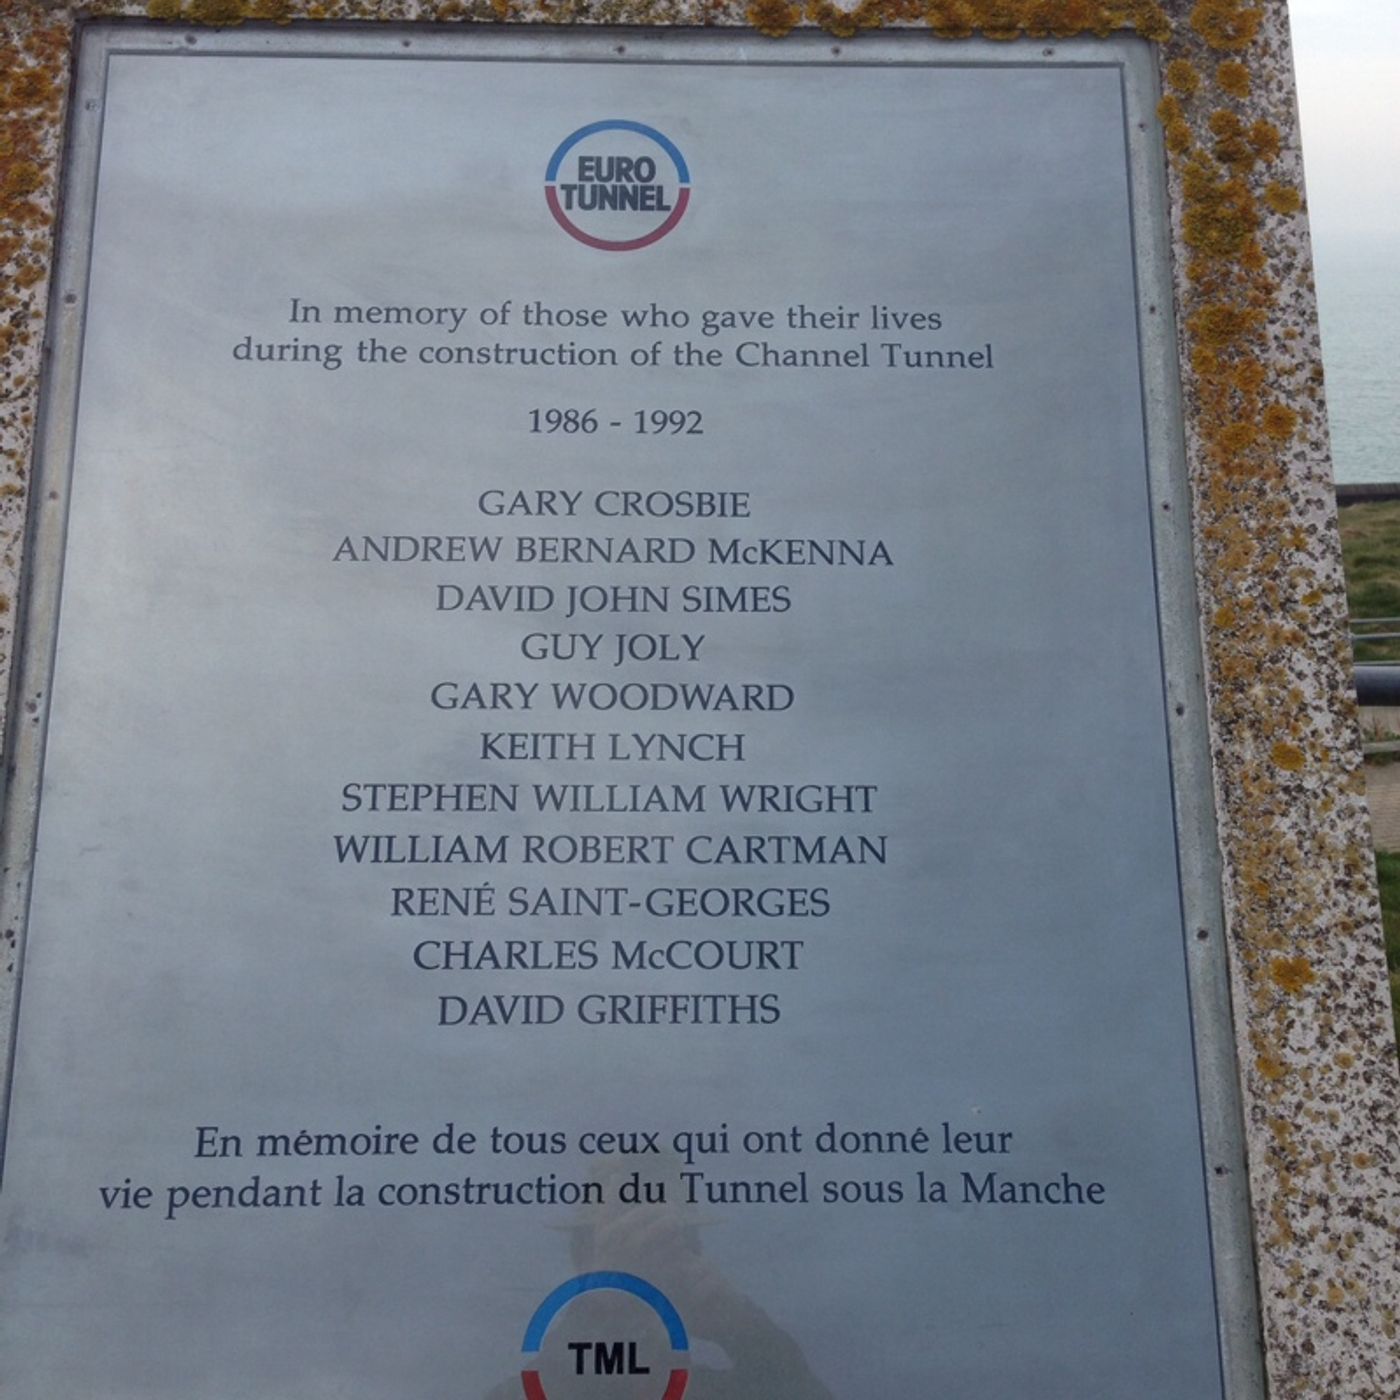 EURO
TUNNEL
In memory of those who gave their lives
during the construction of the Channel Tunnel
1986 - 1992
GARY CROSBIE
ANDREW BERNARD McKENNA
DAVID JOHN SIMES
GUY JOLY
GARY WOODWARD
KEITH LYNCH
STEPHEN WILLIAM WRIGHT
WILLIAM ROBERT CARTMAN
RENÉ SAINT-GEORGES
CHARLES McCOURT
DAVID GRIFFITHS
En mémoire de tous ceux qui ont donné leur
vie pendant la construction du Tunnel sous la Manche
TML